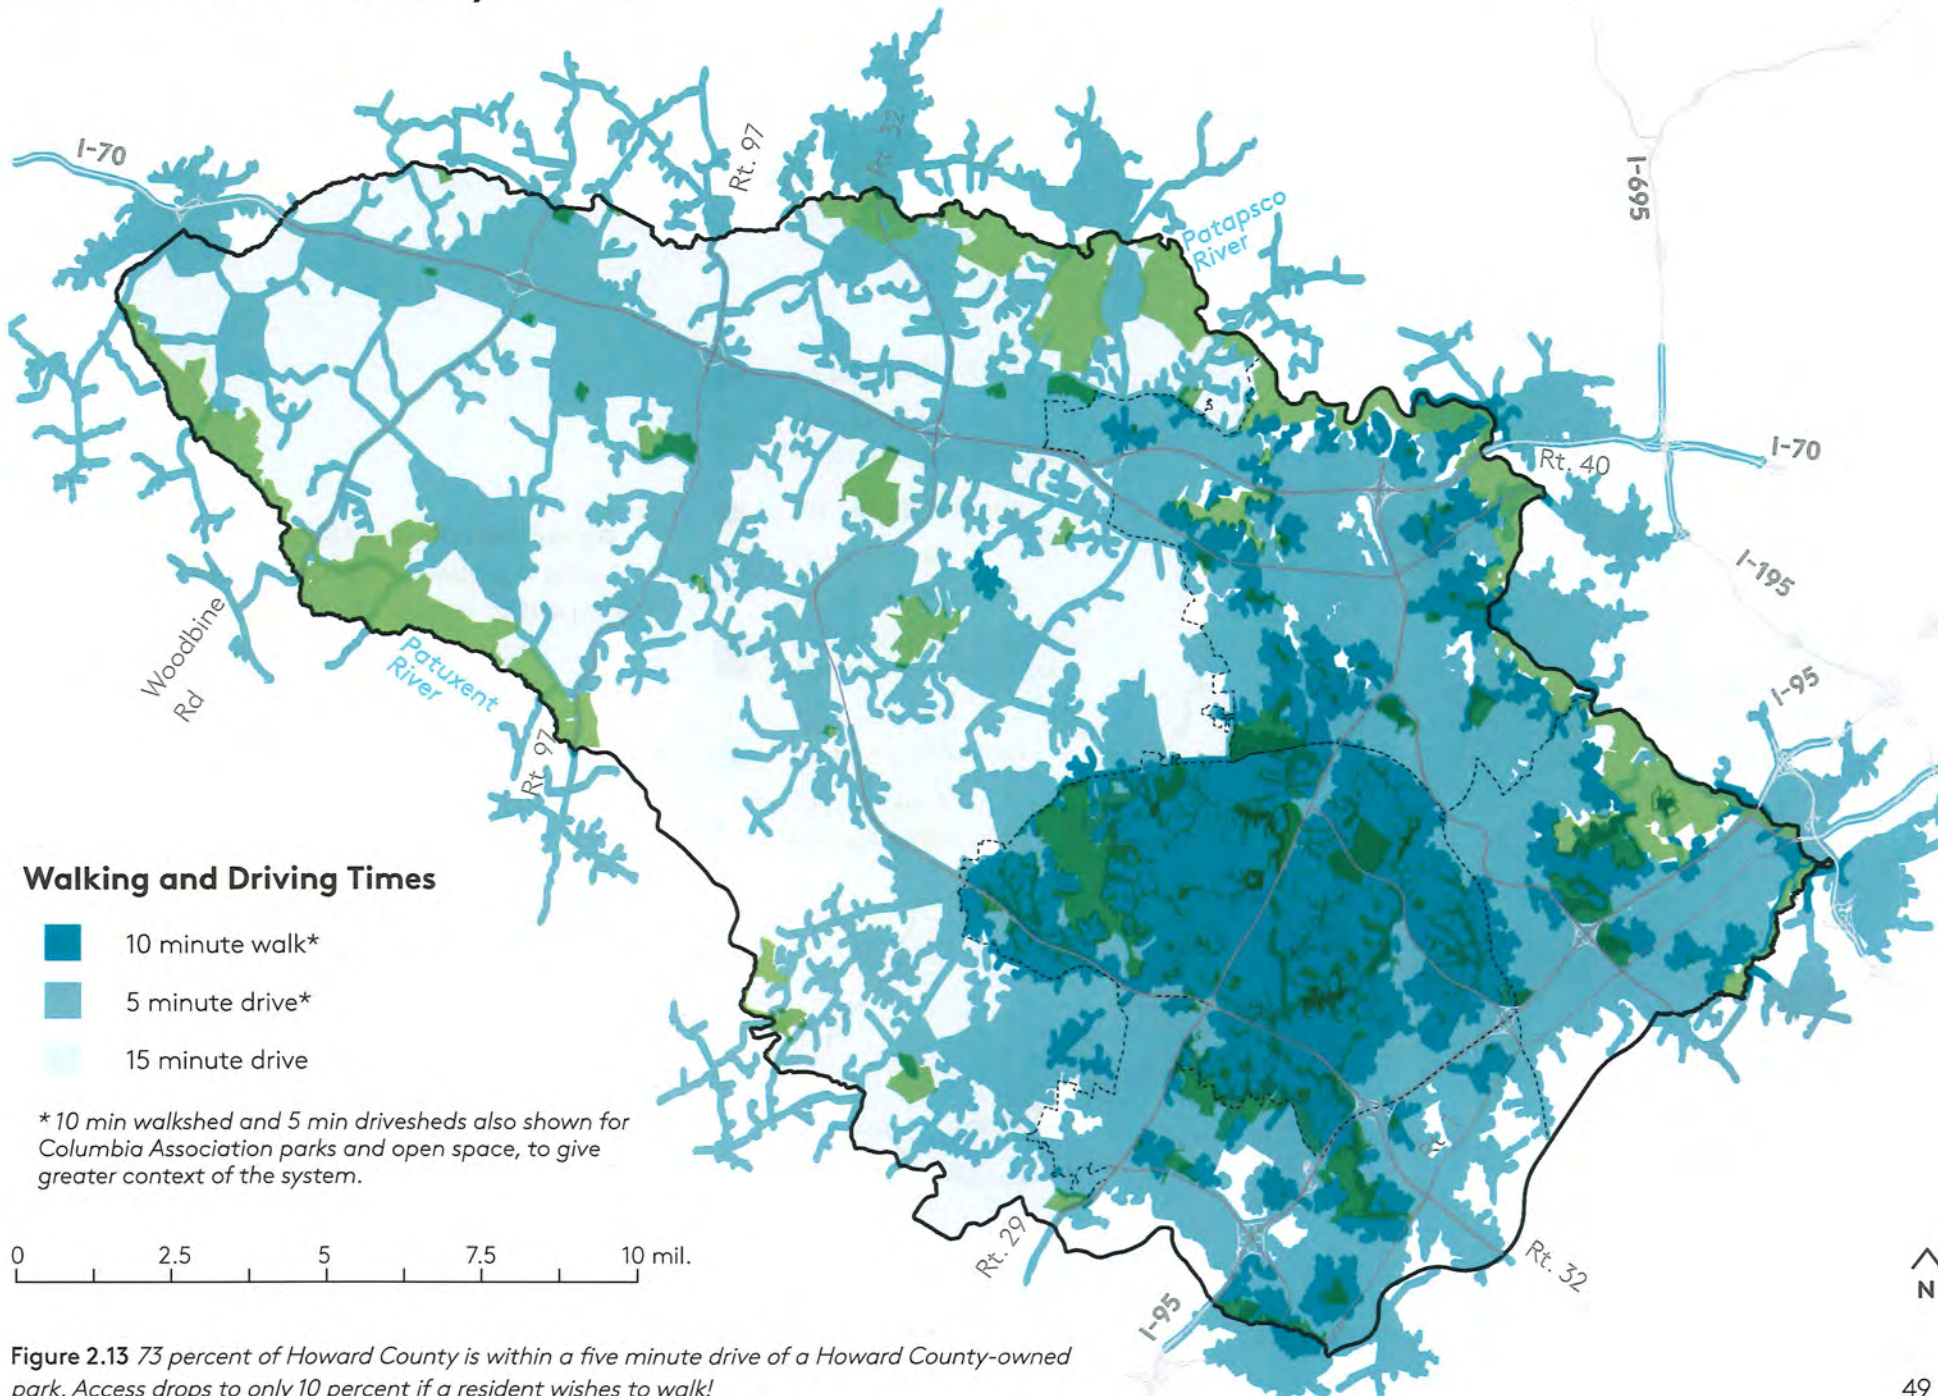 I-70
Rt. 97
Rt. 32
I-695
Patapsco
River
I-70
Rt. 40
I-195
Woodbine
Rd
Patuxent
River
I-95
Rt. 97
Walking and Driving Times
10 minute walk*
5 minute drive*
15 minute drive
* 10 min walkshed and 5 min drivesheds also shown for
Columbia Association parks and open space, to give
greater context of the system.
0 2.5 5 7.5 10 mil.
Rt. 29
Rt. 32
I-95
N
Figure 2.13 73 percent of Howard County is within a five minute drive of a Howard County-owned
park. Access drops to only 10 percent if a resident wishes to walk!
49